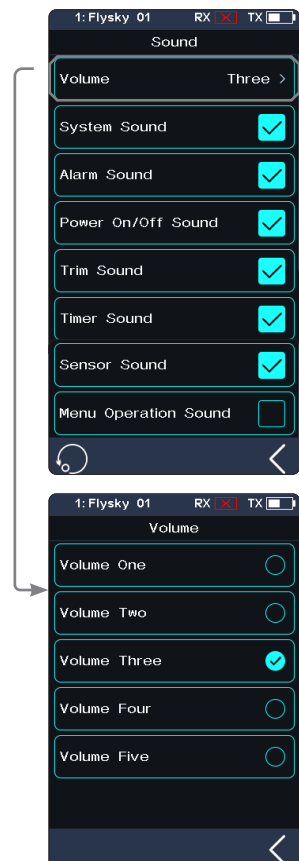 1: Flysky 01 RX TX
Sound
Volume Three >
System Sound
Alarm Sound
Power On/Off Sound
Trim Sound
Timer Sound
Sensor Sound
Menu Operation Sound
1: Flysky 01 RX TX
Volume
Volume One
Volume Two
Volume Three
Volume Four
Volume Five